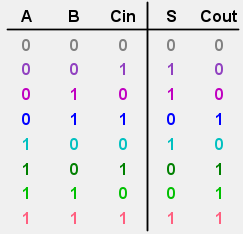 A B Cin S Cout
0 0 0 0 0
0 0 1 1 0
0 1 0 1 0
0 1 1 0 1
1 0 0 1 0
1 0 1 0 1
1 1 0 0 1
1 1 1 1 1